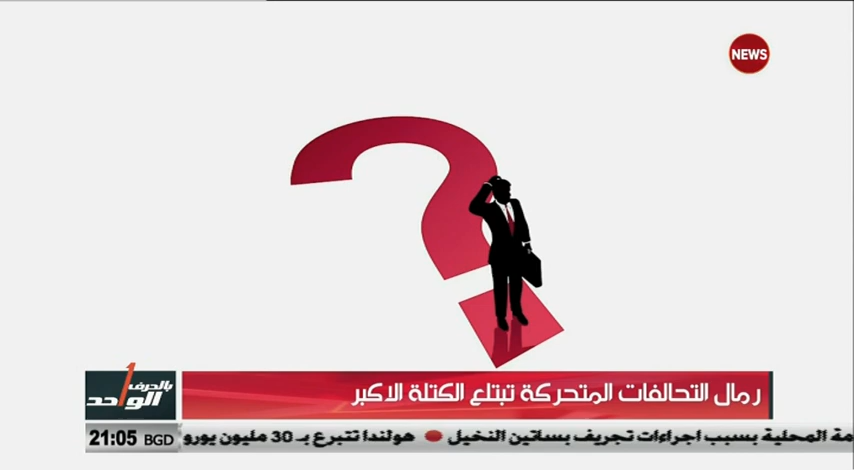 NEWS
رمال التحالفات المتحركة تبتلع الكتلة الاكبر
1
بالحرف
الواحد
مة المحلية بسبب اجراءات تجريف بساتين النخيل ● هولندا تتبرع بـ 30 مليون يورو
21:05 BGD